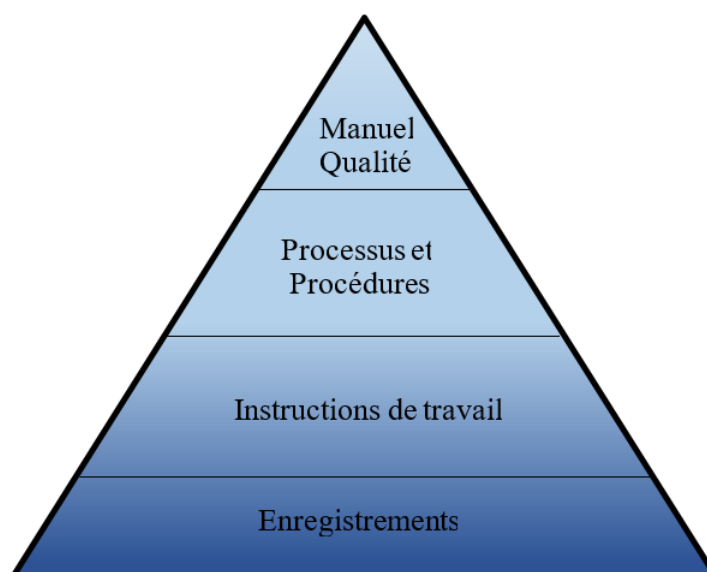 Manuel
Qualité
Processus et
Procédures
Instructions de travail
Enregistrements